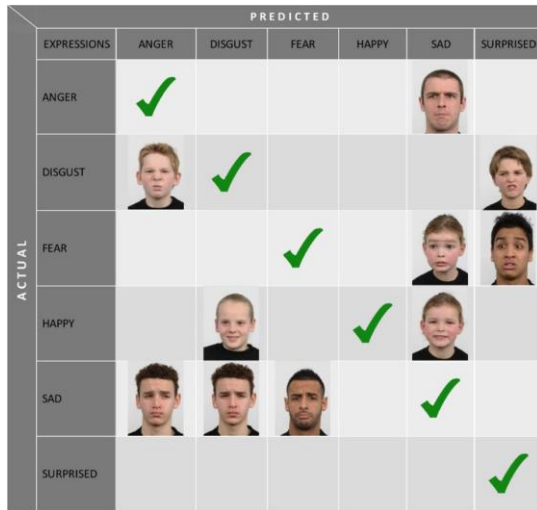 PREDICTED
EXPRESSIONS ANGER DISGUST FEAR HAPPY SAD SURPRISED
ACTUAL
ANGER
DISGUST
FEAR
HAPPY
SAD
SURPRISED